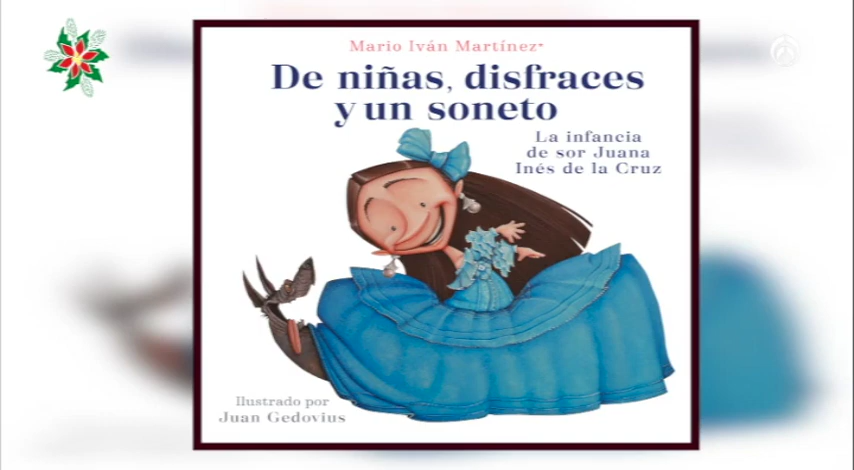 Mario Iván Martínez*
De niñas, disfraces
y un soneto
La infancia
de sor Juana
Inés de la Cruz
Ilustrado por
Juan Gedovius